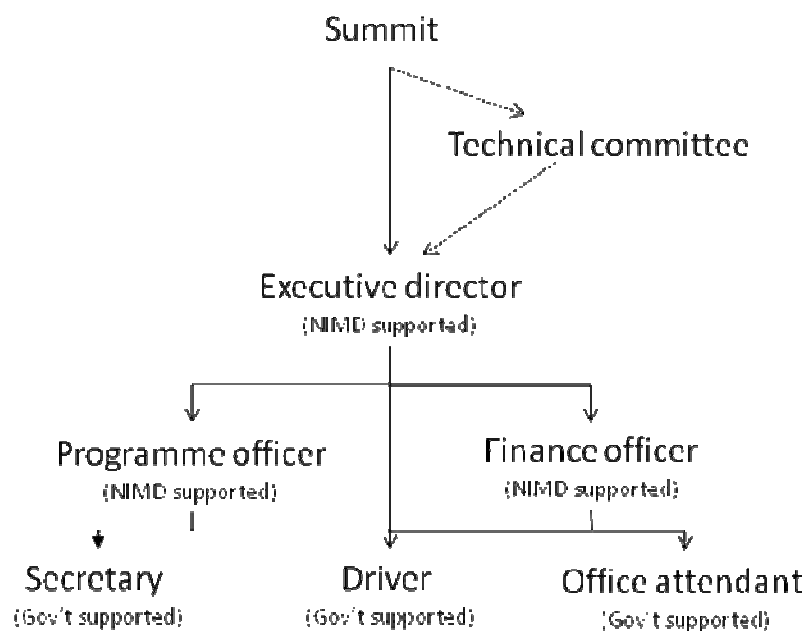 Summit
Technical committee
Executive director
(NIMD supported)
Programme officer
(NIMD supported)
Finance officer
(NIMD supported)
Secretary
(Gov't supported)
Driver
(Gov't supported)
Office attendant
(Gov't supported)